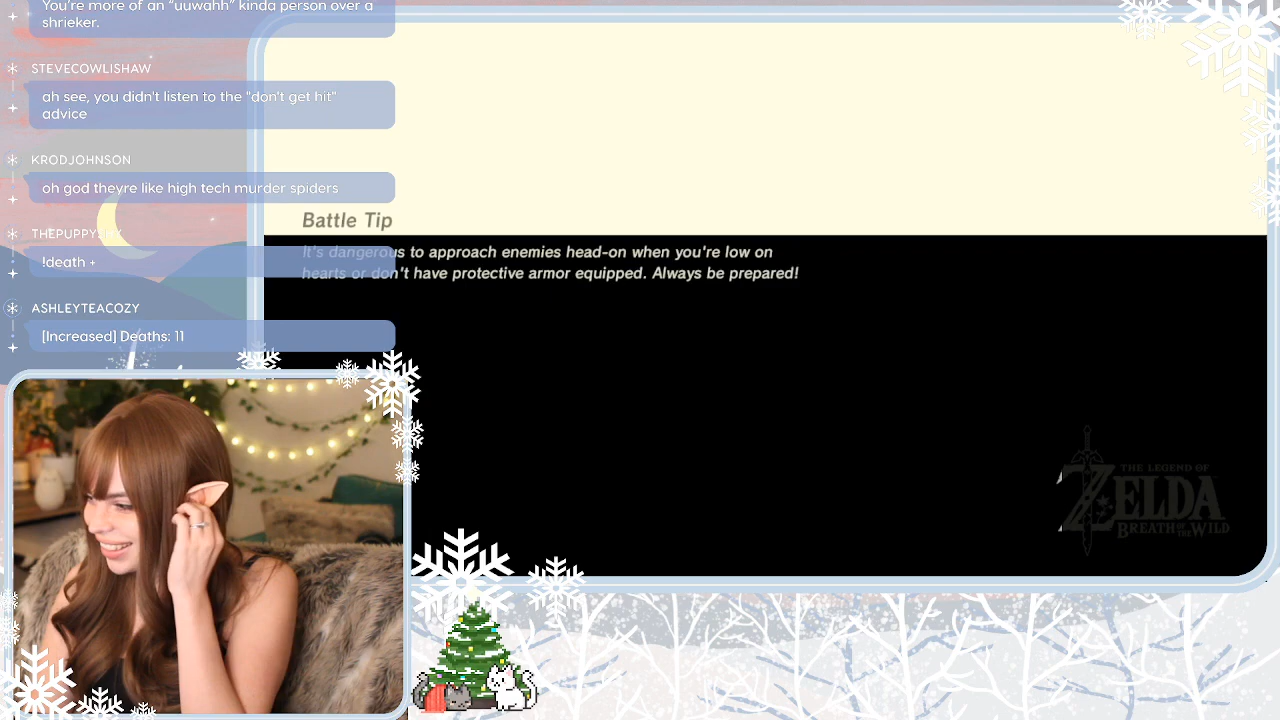 You're more of an "uuwahh" kinda person over a
shrieker.
STEVECOWLISHAW
ah see, you didn't listen to the "don't get hit"
advice
KRODJOHNSON
oh god theyre like high tech murder spiders
!death +
ASHLEYTEACOZY
[Increased] Deaths: 11
Battle Tip
It's dangerous to approach enemies head-on when you're low on
hearts or don't have protective armor equipped. Always be prepared!
THE LEGEND OF
ZELDA
BREATH OF THE WILD